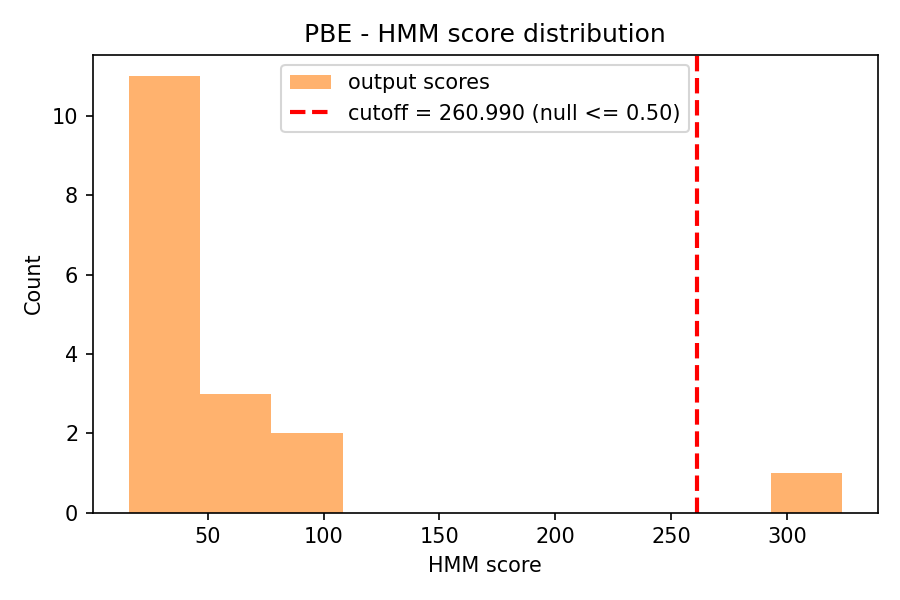 PBE - HMM score distribution
output scores
cutoff = 260.990 (null <= 0.50)
Count
10
8
6
4
2
0
50
100
150
200
250
300
HMM score